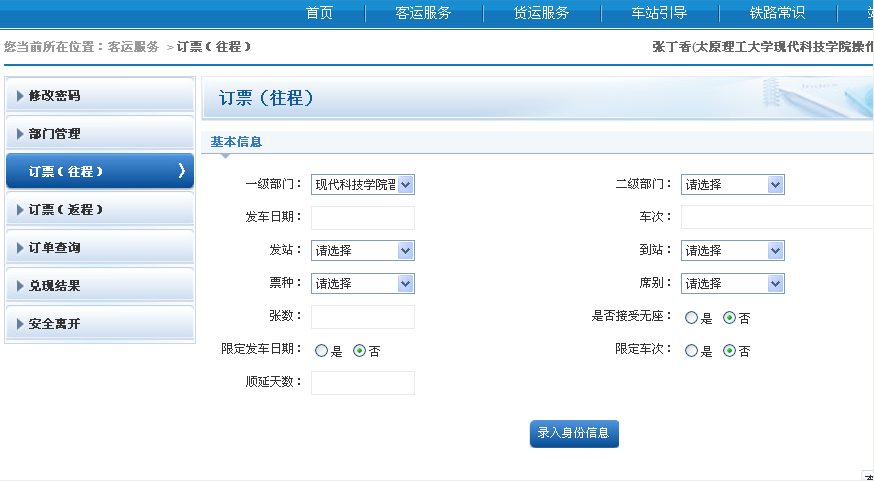 首页 客运服务 货运服务 车站引导 铁路常识
您当前所在位置：客运服务 >订票（往程） 张丁香(太原理工大学现代科技学院操作
修改密码
部门管理
订票（往程）
订票（返程）
订单查询
兑现结果
安全离开
订票（往程）
基本信息
一级部门： 现代科技学院 二级部门： 请选择
发车日期： 车次：
发站： 请选择 到站： 请选择
票种： 请选择 席别： 请选择
张数： 是否接受无座： 是 否
限定发车日期： 是 否 限定车次： 是 否
顺延天数：
录入身份信息